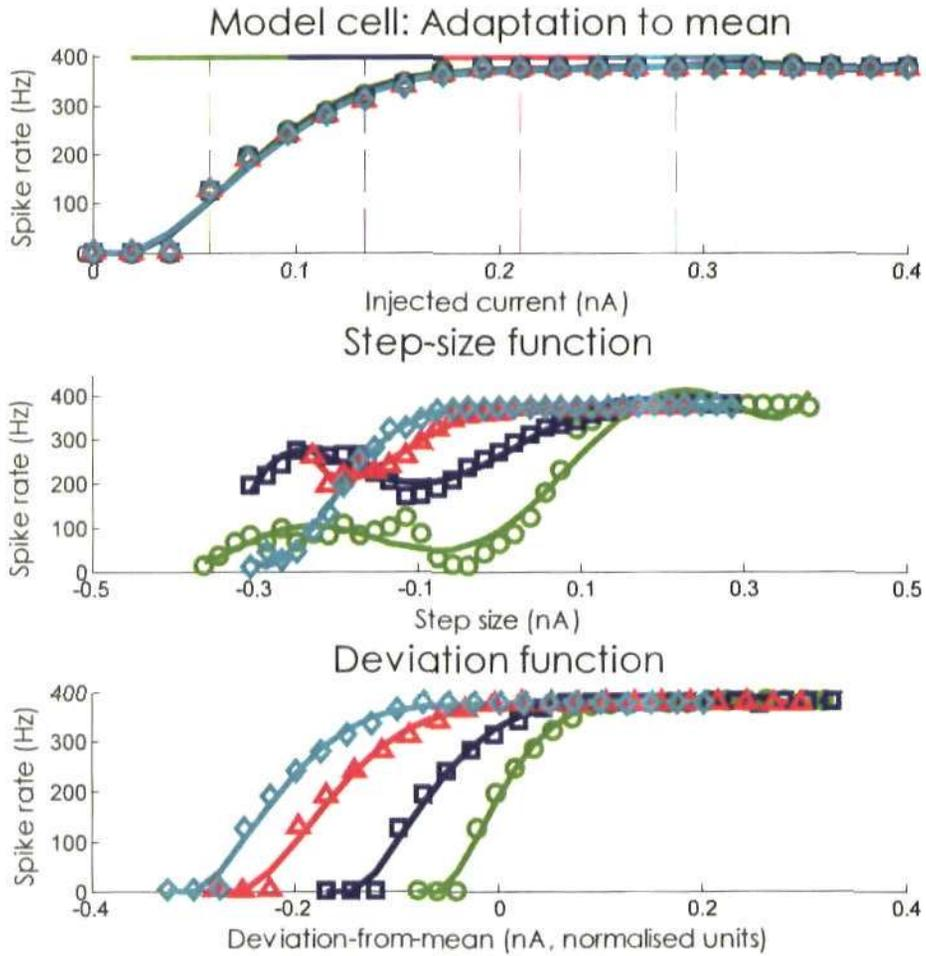 Model cell: Adaptation to mean
400
300
200
100
0
Spike rate (Hz)
0 0.1 0.2 0.3 0.4
Injected current (nA)
Step-size function
400
300
200
100
0
Spike rate (Hz)
-0.5 -0.3 -0.1 0.1 0.3 0.5
Step size (nA)
Deviation function
400
300
200
100
0
Spike rate (Hz)
-0.4 -0.2 0 0.2 0.4
Deviation-from-mean (nA, normalised units)